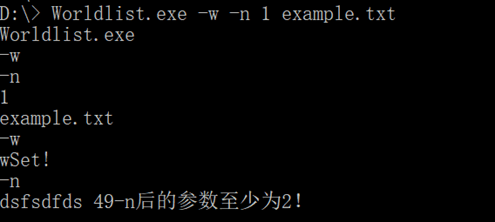 D:\> Worldlist.exe -w -n 1 example.txt
Worldlist.exe
-w
-n
1
example.txt
-w
wSet!
-n
dsfsdfds 49-n后的参数至少为2!